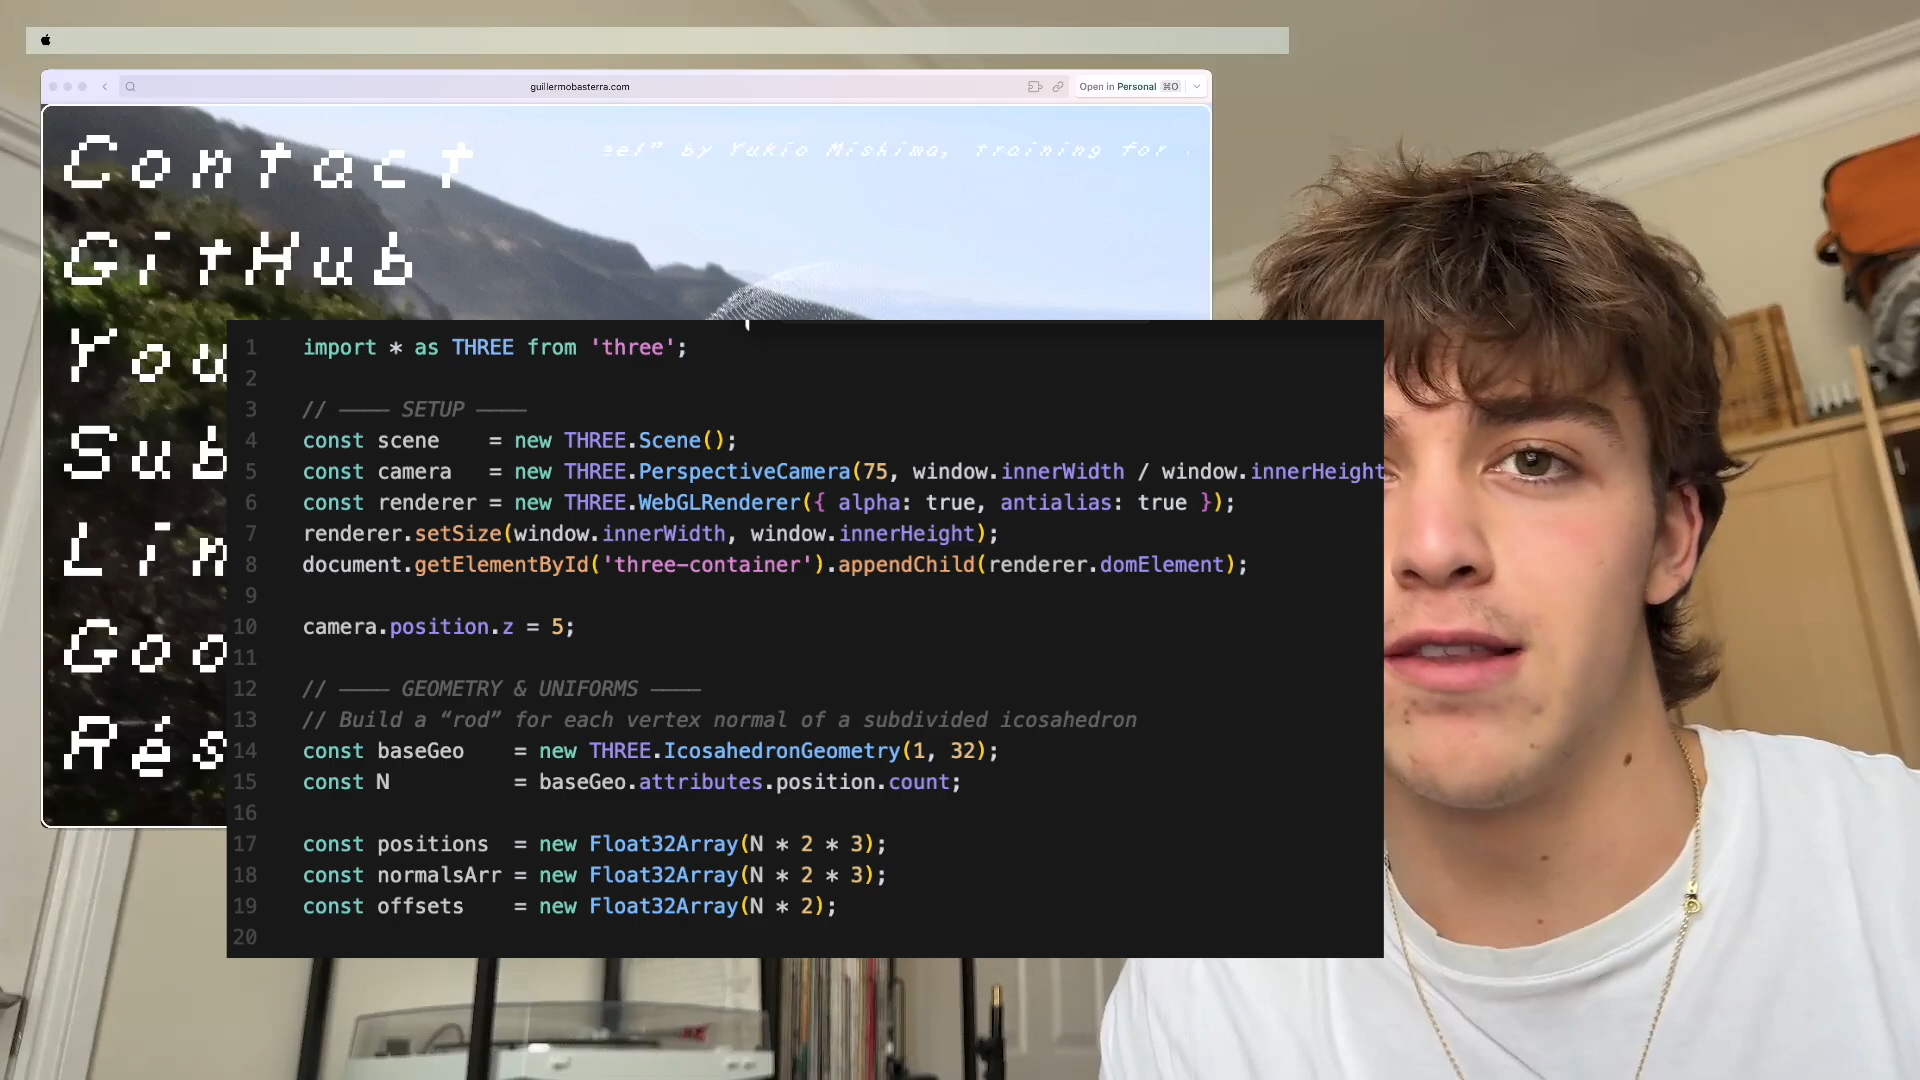 guillermobasterra.com
Open in Personal ⌘O
Contact
by Yukio Mishima, training for
GitHub
You
Sub
Lin
Goo
Rés
1 import * as THREE from 'three';
2
3 // ──── SETUP ────
4 const scene    = new THREE.Scene();
5 const camera   = new THREE.PerspectiveCamera(75, window.innerWidth / window.innerHeight
6 const renderer = new THREE.WebGLRenderer({ alpha: true, antialias: true });
7 renderer.setSize(window.innerWidth, window.innerHeight);
8 document.getElementById('three-container').appendChild(renderer.domElement);
9
10 camera.position.z = 5;
11
12 // ──── GEOMETRY & UNIFORMS ────
13 // Build a “rod” for each vertex normal of a subdivided icosahedron
14 const baseGeo    = new THREE.IcosahedronGeometry(1, 32);
15 const N          = baseGeo.attributes.position.count;
16
17 const positions  = new Float32Array(N * 2 * 3);
18 const normalsArr = new Float32Array(N * 2 * 3);
19 const offsets    = new Float32Array(N * 2);
20